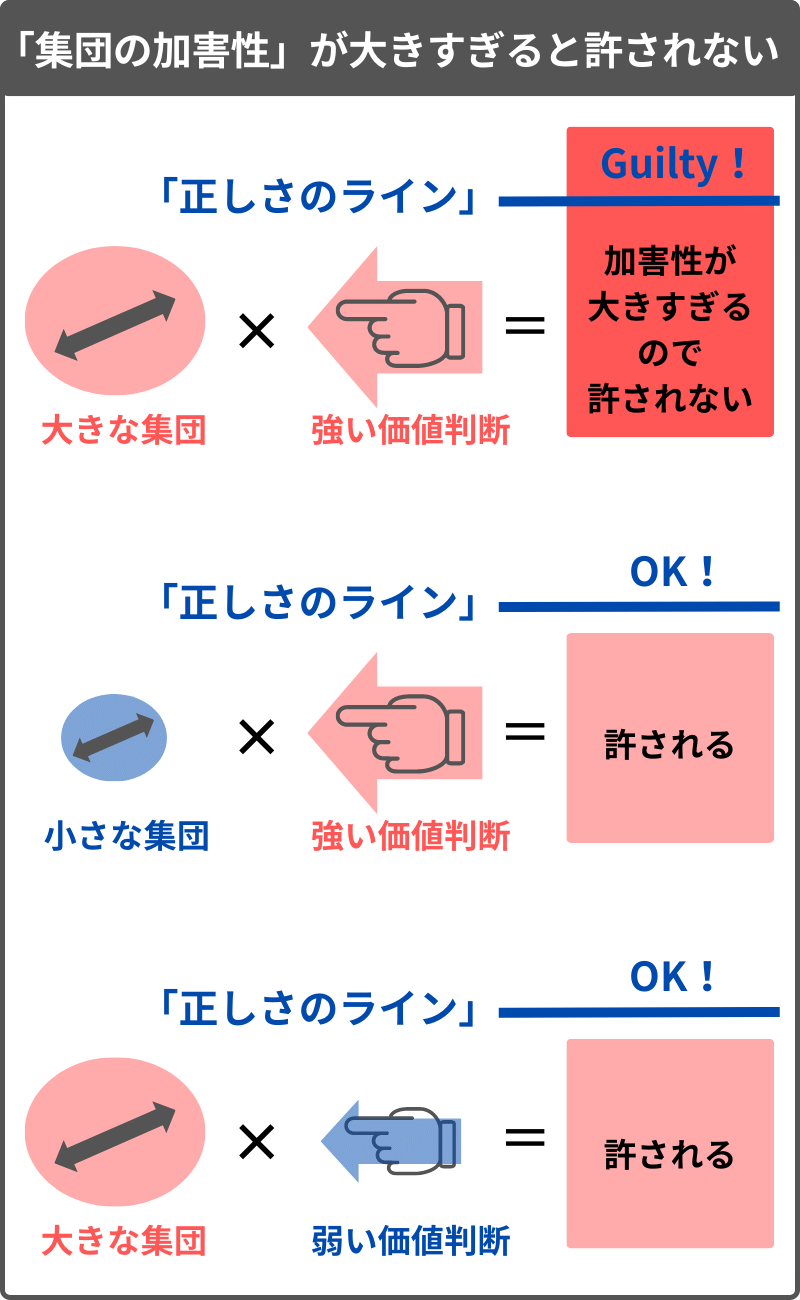 「集団の加害性」が大きすぎると許されない
Guilty！
「正しさのライン」
加害性が
大きすぎる
ので
許されない
×
＝
大きな集団
強い価値判断
OK！
「正しさのライン」
×
＝
許される
小さな集団
強い価値判断
OK！
「正しさのライン」
×
＝
許される
大きな集団
弱い価値判断